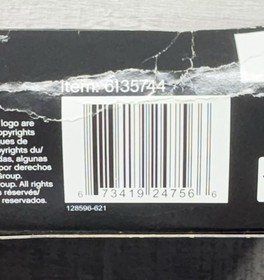 Item: 6135744
logo are
opyrights
ues de
yrights du/
das, algunas
por derechos
Group.
oup. All rights
s réservés/
reservados.
6 73419 24756 6
128596-621